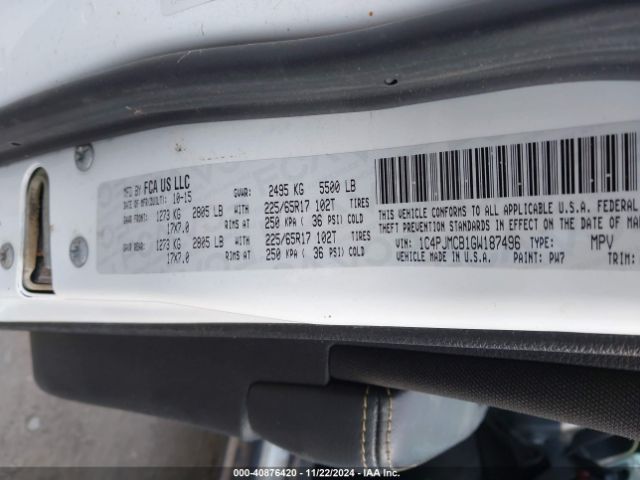 MFD BY FCA US LLC
DATE OF MFR(BUILT): 10-15
GVWR: 2495 KG 5500 LB
GAWR FRONT: 1273 KG 2805 LB WITH 225/65R17 102T TIRES
17X7.0 RIMS AT 250 KPA ( 36 PSI) COLD
GAWR REAR: 1273 KG 2805 LB WITH 225/65R17 102T TIRES
17X7.0 RIMS AT 250 KPA ( 36 PSI) COLD
THIS VEHICLE CONFORMS TO ALL APPLICABLE U.S.A. FEDERAL
THEFT PREVENTION STANDARDS IN EFFECT ON THE DATE OF MA
VIN: 1C4PJMCB1GW187496 TYPE: MPV
VEHICLE MADE IN U.S.A. PAINT: PW7 TRIM:
00-40876420 - 11/22/2024 - IAA Inc.